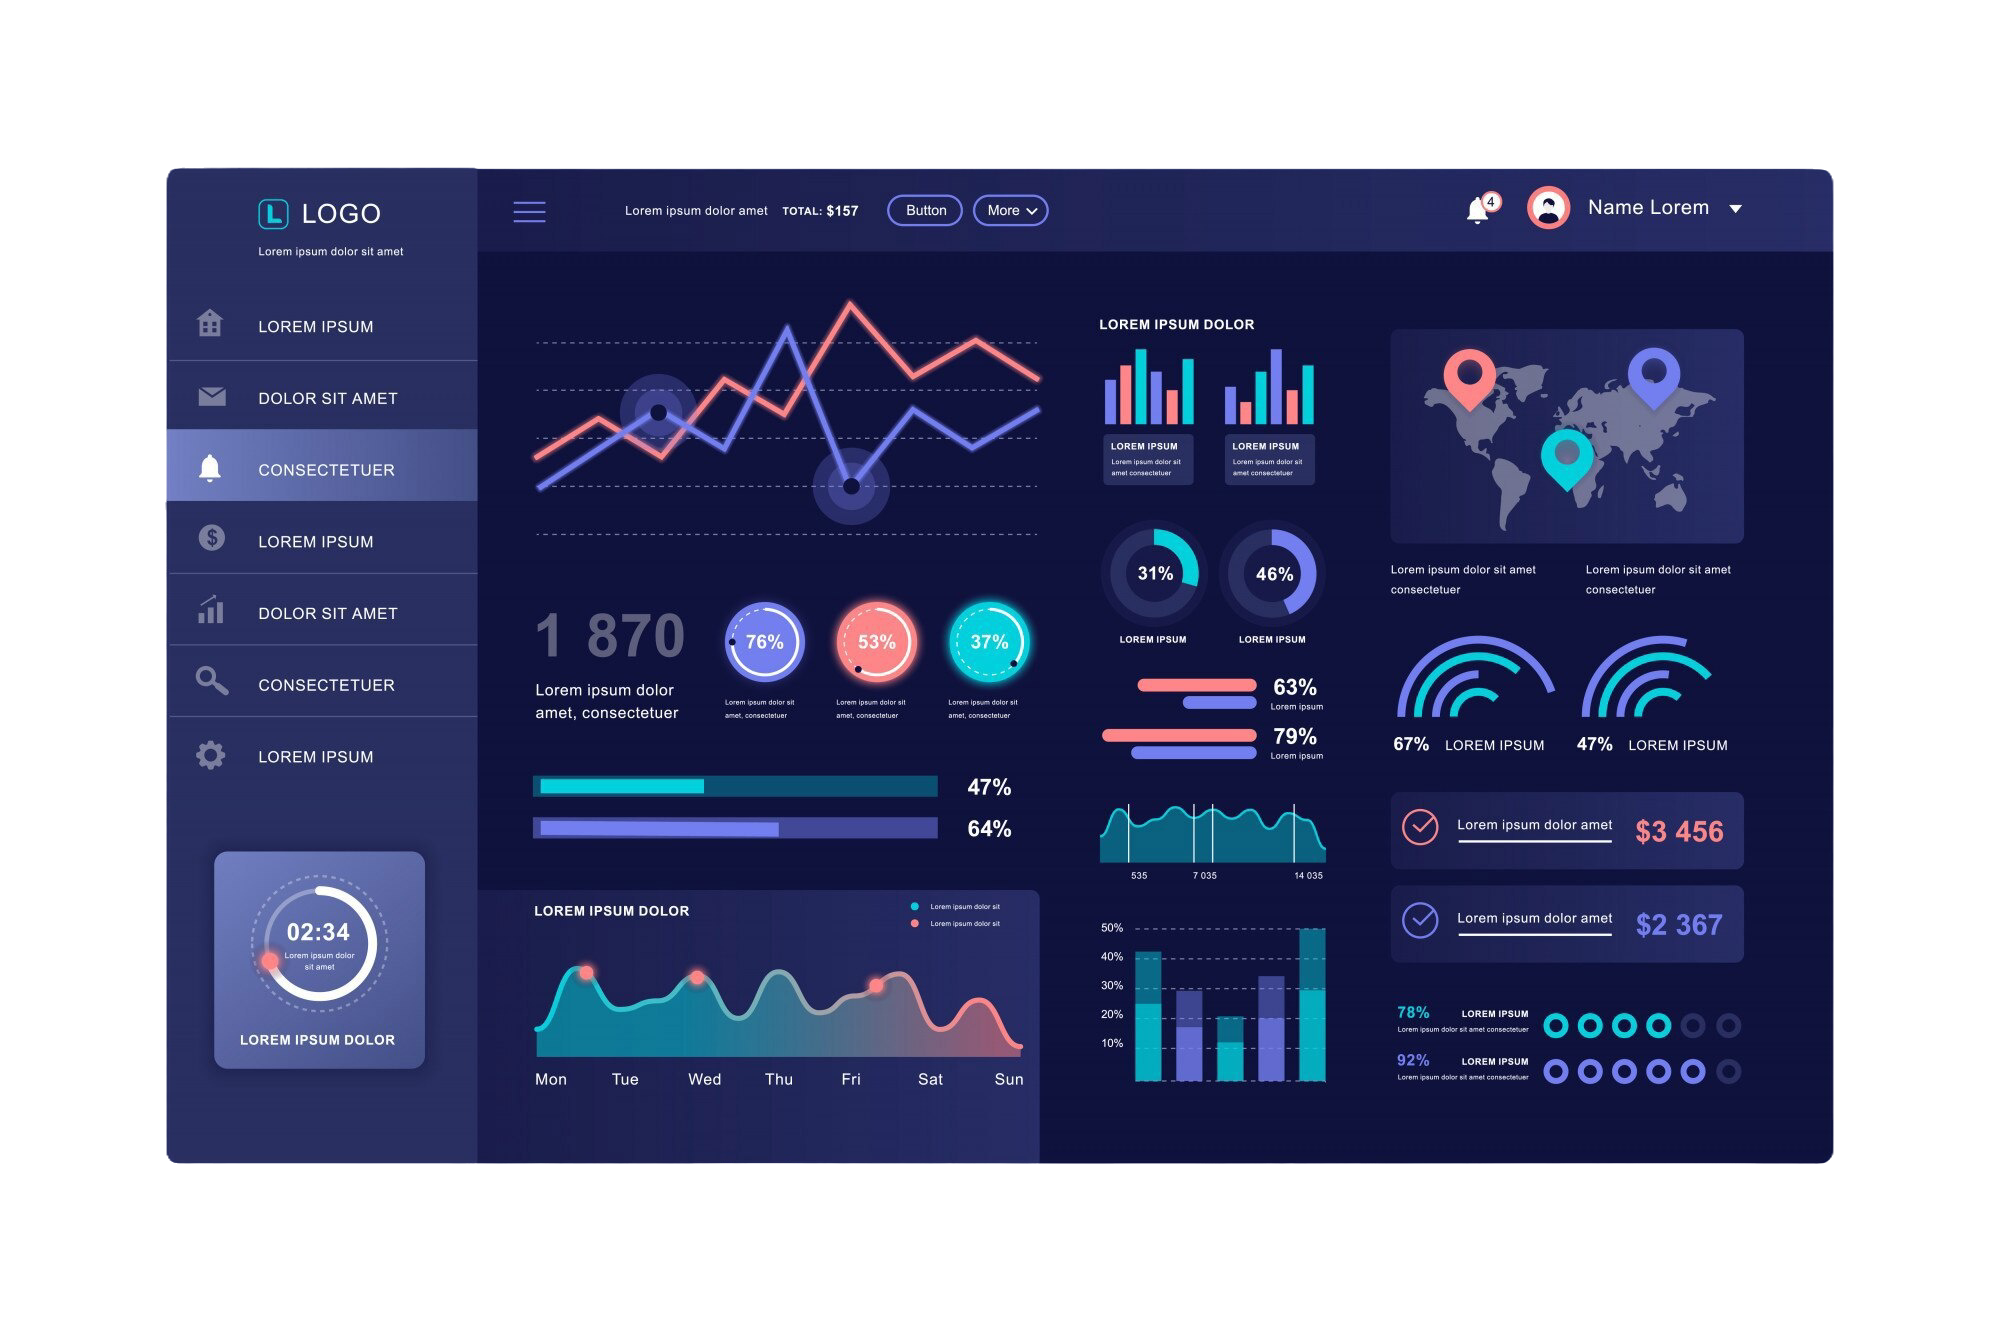 L LOGO
Lorem ipsum dolor sit amet
LOREM IPSUM
DOLOR SIT AMET
CONSECTETUER
LOREM IPSUM
DOLOR SIT AMET
CONSECTETUER
LOREM IPSUM
02:34
Lorem ipsum dolor
sit amet
LOREM IPSUM DOLOR
Lorem ipsum dolor amet TOTAL: $157 Button More
4 Name Lorem
1 870
Lorem ipsum dolor
amet, consectetuer
76%
Lorem ipsum dolor sit
amet, consectetuer
53%
Lorem ipsum dolor sit
amet, consectetuer
37%
Lorem ipsum dolor sit
amet, consectetuer
47%
64%
LOREM IPSUM DOLOR
Lorem ipsum dolor sit
Lorem ipsum dolor sit
Mon Tue Wed Thu Fri Sat Sun
LOREM IPSUM DOLOR
LOREM IPSUM
Lorem ipsum dolor sit
amet consectetuer
LOREM IPSUM
Lorem ipsum dolor sit
amet consectetuer
31%
LOREM IPSUM
46%
LOREM IPSUM
63%
Lorem ipsum
79%
Lorem ipsum
535 7 035 14 035
50%
40%
30%
20%
10%
Lorem ipsum dolor sit amet
consectetuer
Lorem ipsum dolor sit amet
consectetuer
67% LOREM IPSUM
47% LOREM IPSUM
$
Lorem ipsum dolor amet $3 456
Lorem ipsum dolor amet $2 367
78% LOREM IPSUM
Lorem ipsum dolor sit amet consectetuer
92% LOREM IPSUM
Lorem ipsum dolor sit amet consectetuer